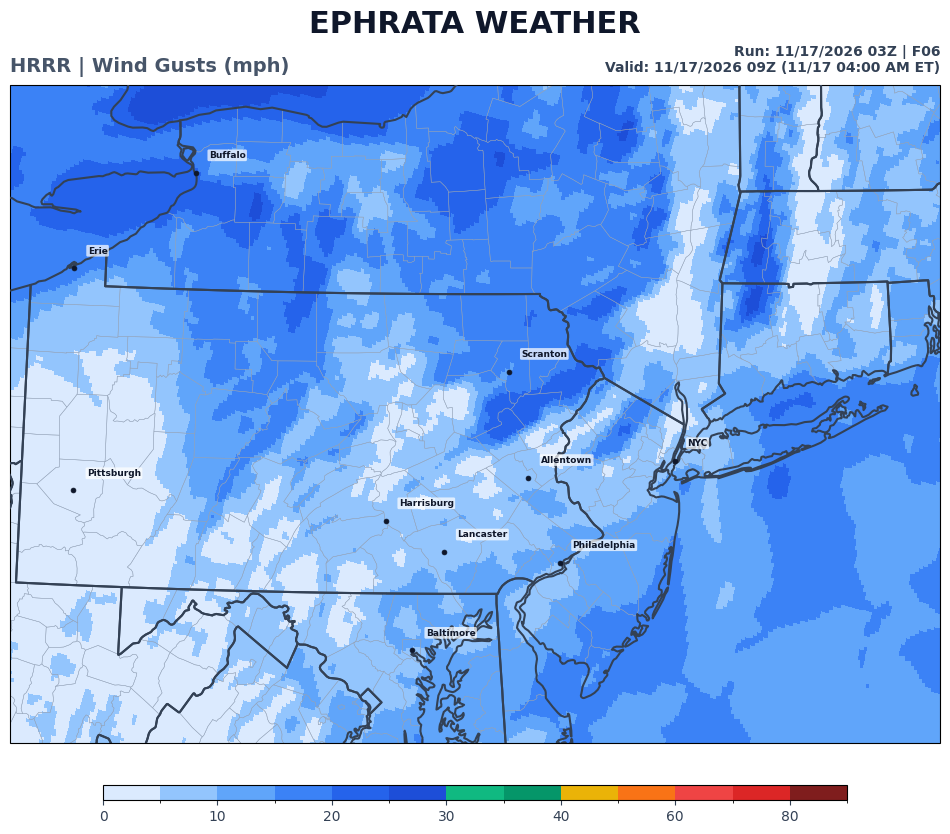 EPHRATA WEATHER
HRRR | Wind Gusts (mph)
Run: 11/17/2026 03Z | F06
Valid: 11/17/2026 09Z (11/17 04:00 AM ET)
Buffalo
Erie
Scranton
NYC
Allentown
Pittsburgh
Harrisburg
Lancaster
Philadelphia
Baltimore
0 10 20 30 40 50 60 70 80